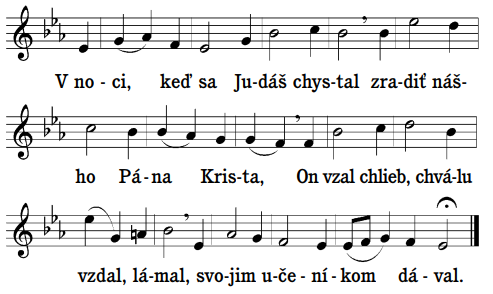 V no - ci, keď sa Ju-dáš chys-tal zra-diť náš-
ho Pá-na Kris-ta, On vzal chlieb, chvá-lu
vzdal, lá-mal, svo-jim u-če-ní-kom dá-val.